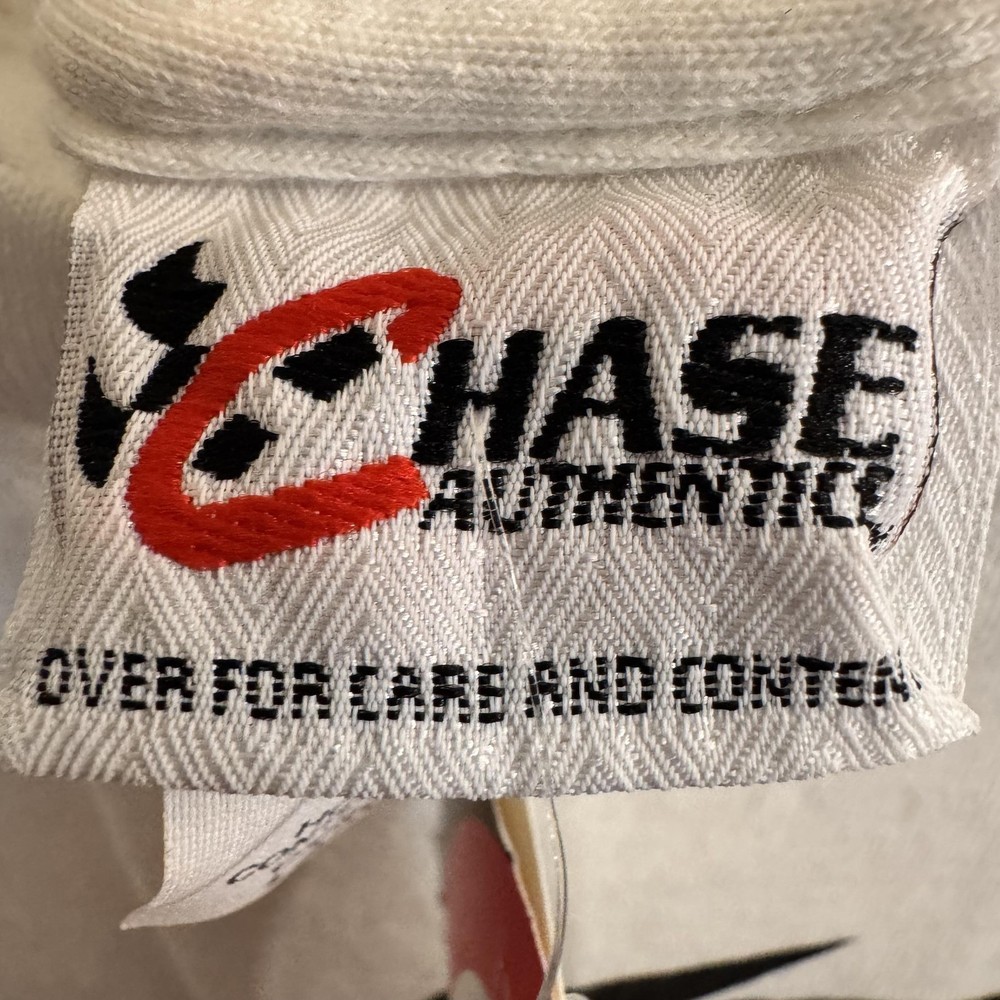 CHASE
AUTHENTICS
OVER FOR CARE AND CONTENT